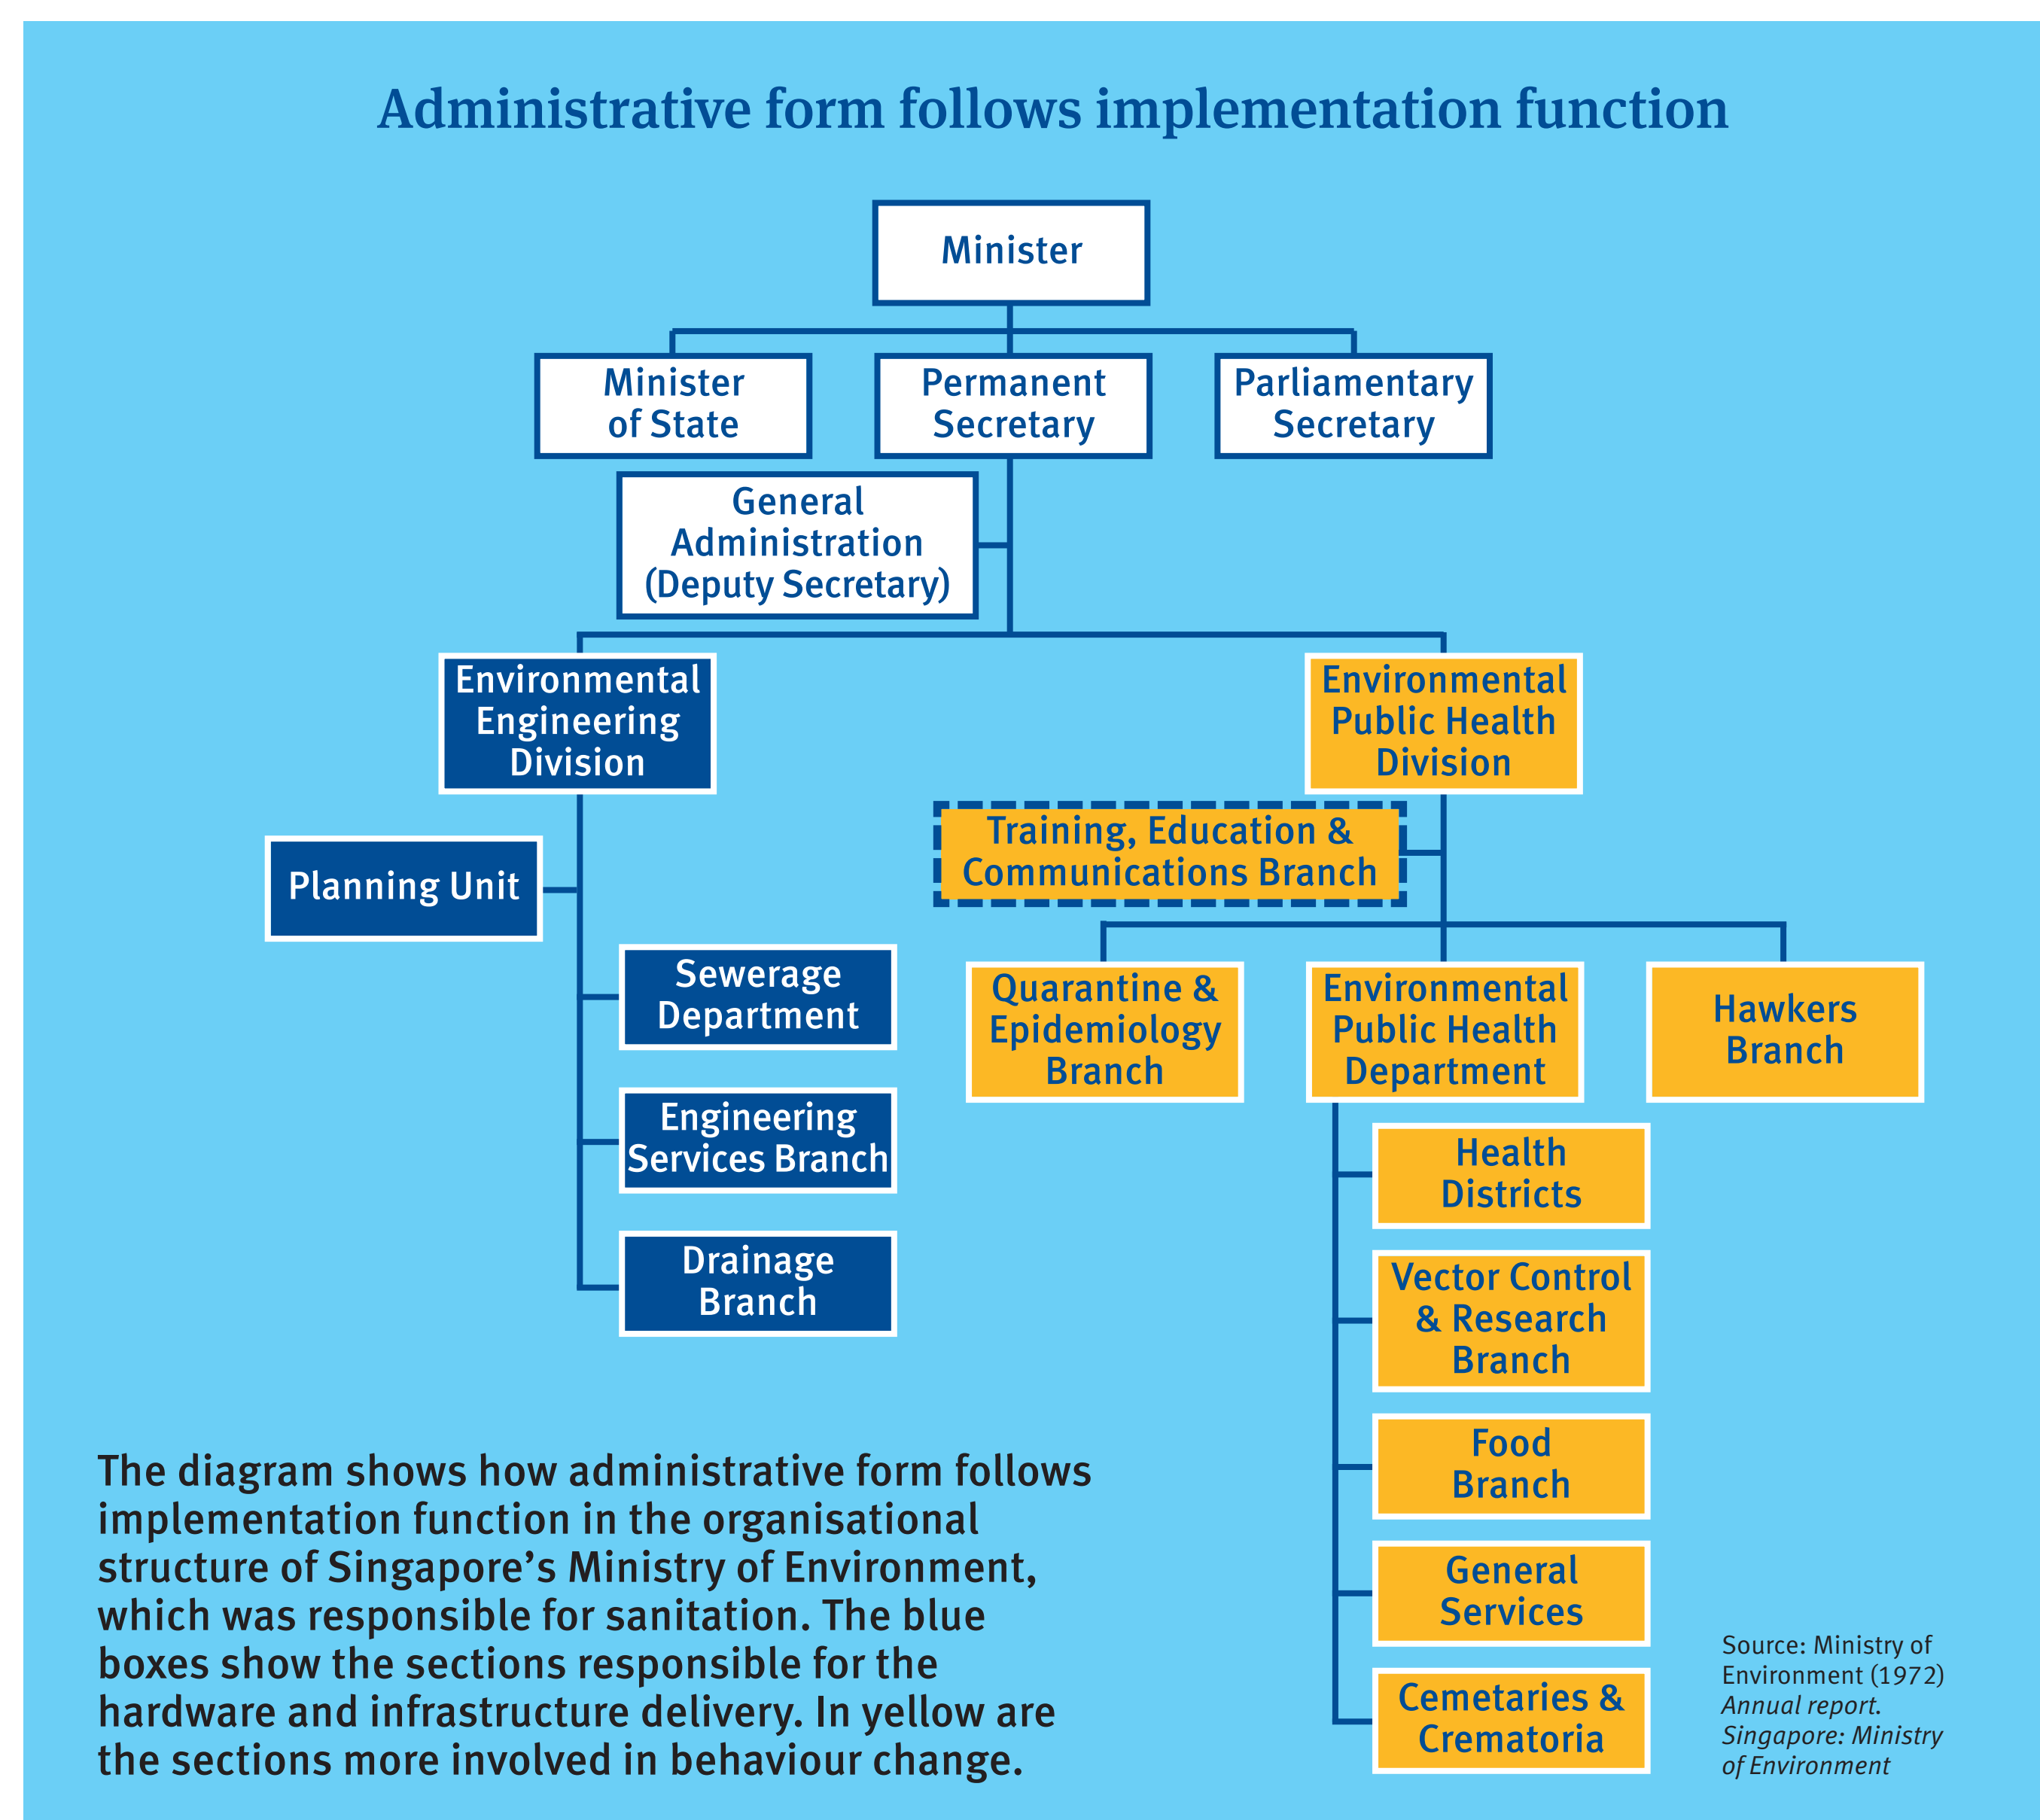 Administrative form follows implementation function
Minister
Minister
of State
Permanent
Secretary
Parliamentary
Secretary
General
Administration
(Deputy Secretary)
Environmental
Engineering
Division
Environmental
Public Health
Division
Planning Unit
Training, Education &
Communications Branch
Sewerage
Department
Engineering
Services Branch
Drainage
Branch
Quarantine &
Epidemiology
Branch
Environmental
Public Health
Department
Hawkers
Branch
Health
Districts
Vector Control
& Research
Branch
Food
Branch
General
Services
Cemetaries &
Crematoria
The diagram shows how administrative form follows
implementation function in the organisational
structure of Singapore’s Ministry of Environment,
which was responsible for sanitation. The blue
boxes show the sections responsible for the
hardware and infrastructure delivery. In yellow are
the sections more involved in behaviour change.
Source: Ministry of
Environment (1972)
Annual report.
Singapore: Ministry
of Environment